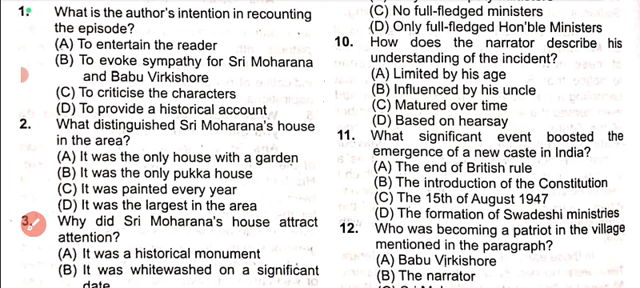 1. What is the author's intention in recounting
the episode?
(A) To entertain the reader
(B) To evoke sympathy for Sri Moharana
and Babu Virkishore
(C) To criticise the characters
(D) To provide a historical account
2. What distinguished Sri Moharana's house
in the area?
(A) It was the only house with a garden
(B) It was the only pukka house
(C) It was painted every year
(D) It was the largest in the area
3. Why did Sri Moharana's house attract
attention?
(A) It was a historical monument
(B) It was whitewashed on a significant
date
(C) No full-fledged ministers
(D) Only full-fledged Hon'ble Ministers
10. How does the narrator describe his
understanding of the incident?
(A) Limited by his age
(B) Influenced by his uncle
(C) Matured over time
(D) Based on hearsay
11. What significant event boosted the
emergence of a new caste in India?
(A) The end of British rule
(B) The introduction of the Constitution
(C) The 15th of August 1947
(D) The formation of Swadeshi ministries
12. Who was becoming a patriot in the village
mentioned in the paragraph?
(A) Babu Virkishore
(B) The narrator